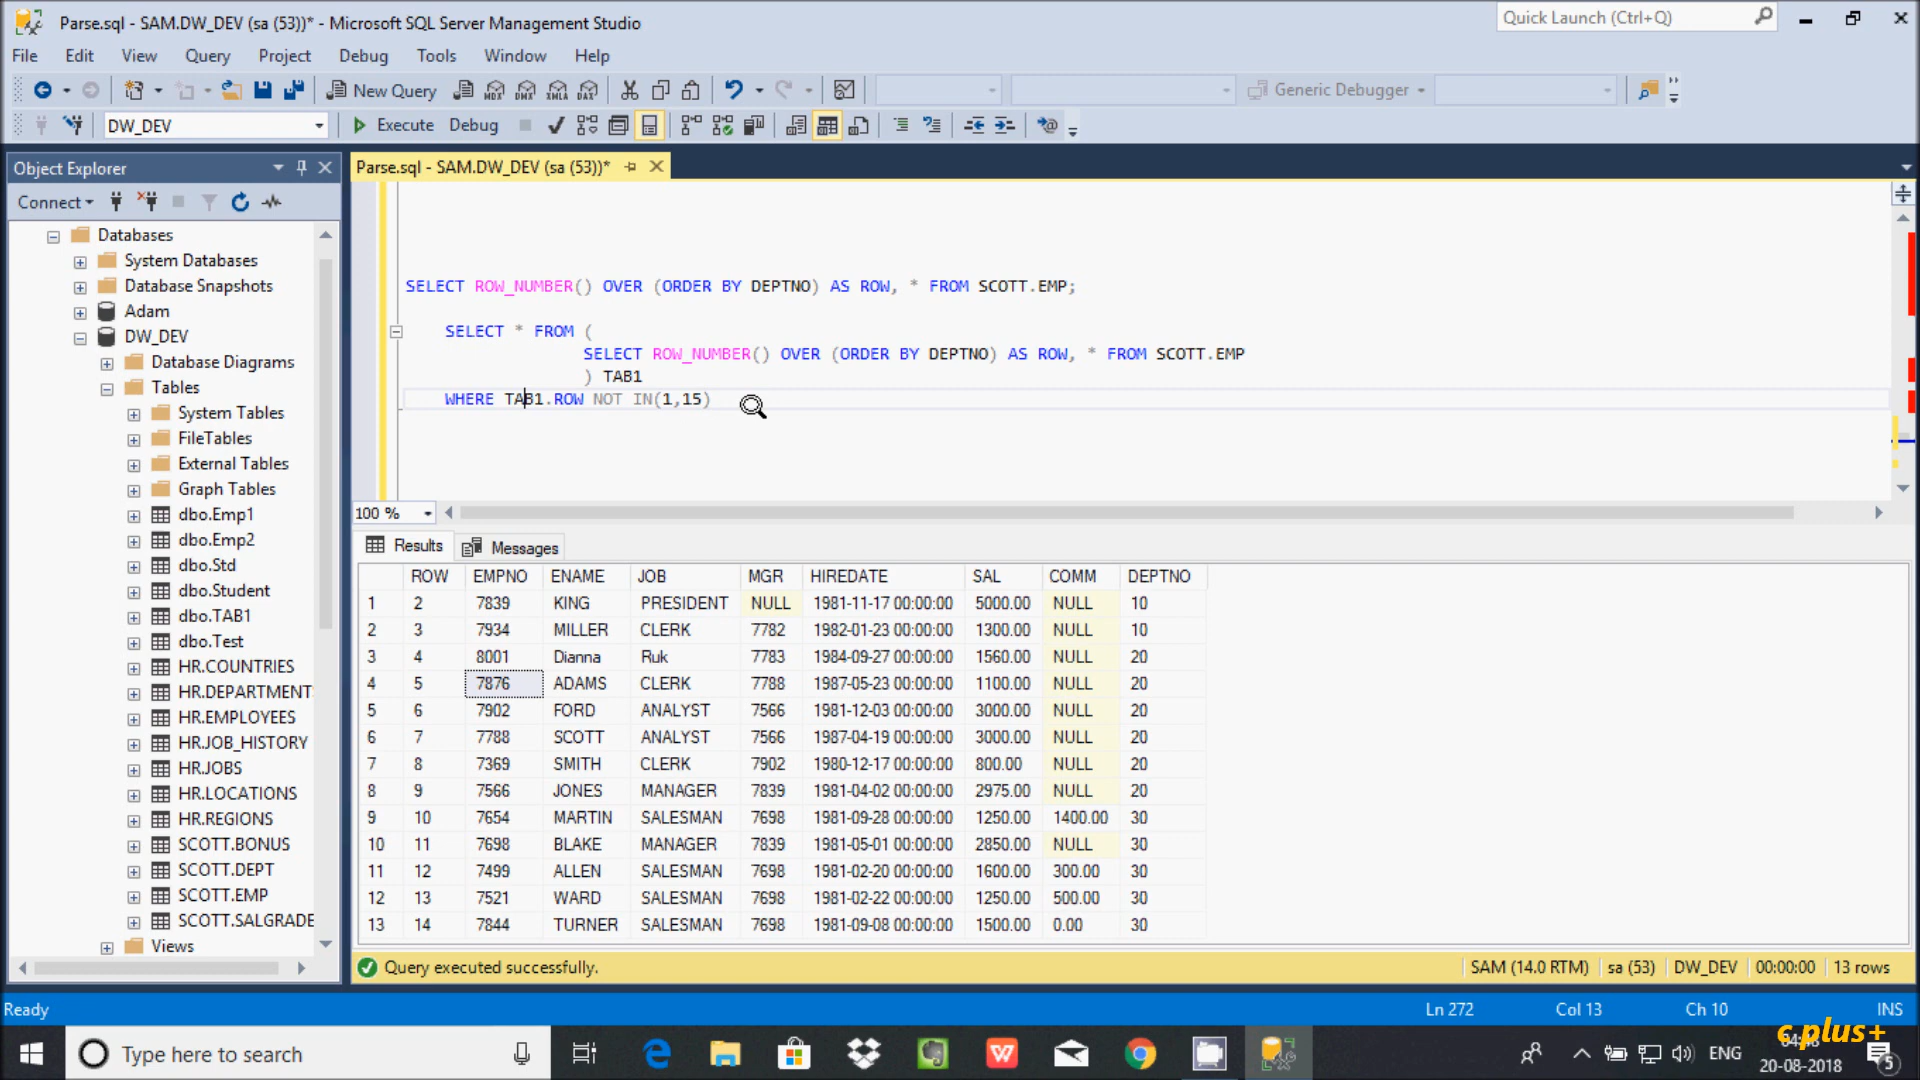 Parse.sql - SAM.DW_DEV (sa (53))* - Microsoft SQL Server Management Studio
Quick Launch (Ctrl+Q)
File Edit View Query Project Debug Tools Window Help
New Query
Generic Debugger
DW_DEV
Execute Debug
Object Explorer
Parse.sql - SAM.DW_DEV (sa (53))*
Connect
Databases
System Databases
Database Snapshots
Adam
DW_DEV
Database Diagrams
Tables
System Tables
FileTables
External Tables
Graph Tables
dbo.Emp1
dbo.Emp2
dbo.Std
dbo.Student
dbo.TAB1
dbo.Test
HR.COUNTRIES
HR.DEPARTMENT
HR.EMPLOYEES
HR.JOB_HISTORY
HR.JOBS
HR.LOCATIONS
HR.REGIONS
SCOTT.BONUS
SCOTT.DEPT
SCOTT.EMP
SCOTT.SALGRADE
Views
SELECT ROW_NUMBER() OVER (ORDER BY DEPTNO) AS ROW, * FROM SCOTT.EMP;
SELECT * FROM (
SELECT ROW_NUMBER() OVER (ORDER BY DEPTNO) AS ROW, * FROM SCOTT.EMP
) TAB1
WHERE TAB1.ROW NOT IN(1,15)
100 %
Results Messages
ROW EMPNO ENAME JOB MGR HIREDATE SAL COMM DEPTNO
1 2 7839 KING PRESIDENT NULL 1981-11-17 00:00:00 5000.00 NULL 10
2 3 7934 MILLER CLERK 7782 1982-01-23 00:00:00 1300.00 NULL 10
3 4 8001 Dianna Ruk 7783 1984-09-27 00:00:00 1560.00 NULL 20
4 5 7876 ADAMS CLERK 7788 1987-05-23 00:00:00 1100.00 NULL 20
5 6 7902 FORD ANALYST 7566 1981-12-03 00:00:00 3000.00 NULL 20
6 7 7788 SCOTT ANALYST 7566 1987-04-19 00:00:00 3000.00 NULL 20
7 8 7369 SMITH CLERK 7902 1980-12-17 00:00:00 800.00 NULL 20
8 9 7566 JONES MANAGER 7839 1981-04-02 00:00:00 2975.00 NULL 20
9 10 7654 MARTIN SALESMAN 7698 1981-09-28 00:00:00 1250.00 1400.00 30
10 11 7698 BLAKE MANAGER 7839 1981-05-01 00:00:00 2850.00 NULL 30
11 12 7499 ALLEN SALESMAN 7698 1981-02-20 00:00:00 1600.00 300.00 30
12 13 7521 WARD SALESMAN 7698 1981-02-22 00:00:00 1250.00 500.00 30
13 14 7844 TURNER SALESMAN 7698 1981-09-08 00:00:00 1500.00 0.00 30
Query executed successfully.
SAM (14.0 RTM) sa (53) DW_DEV 00:00:00 13 rows
Ready
Ln 272 Col 13 Ch 10 INS
c plus+
Type here to search
ENG
20-08-2018
5